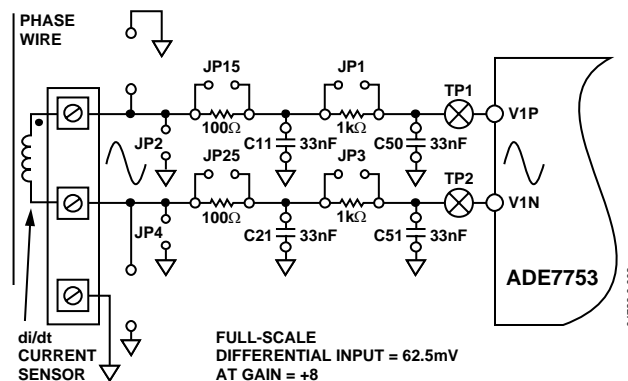 PHASE
WIRE
JP15
JP1
TP1
V1P
100Ω
1kΩ
JP2
C11
33nF
C50
33nF
JP25
JP3
TP2
V1N
100Ω
1kΩ
JP4
C21
33nF
C51
33nF
ADE7753
di/dt
CURRENT
SENSOR
FULL-SCALE
DIFFERENTIAL INPUT = 62.5mV
AT GAIN = +8